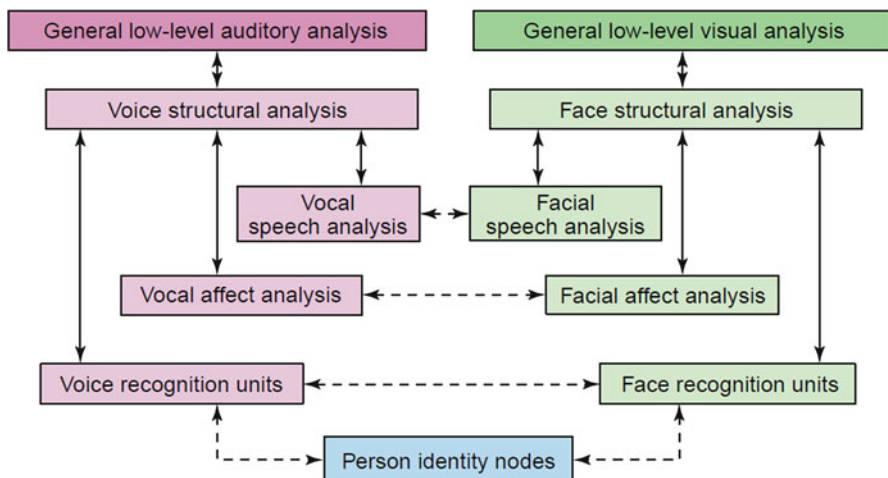 General low-level auditory analysis
General low-level visual analysis
Voice structural analysis
Face structural analysis
Vocal
speech analysis
Facial
speech analysis
Vocal affect analysis
Facial affect analysis
Voice recognition units
Face recognition units
Person identity nodes